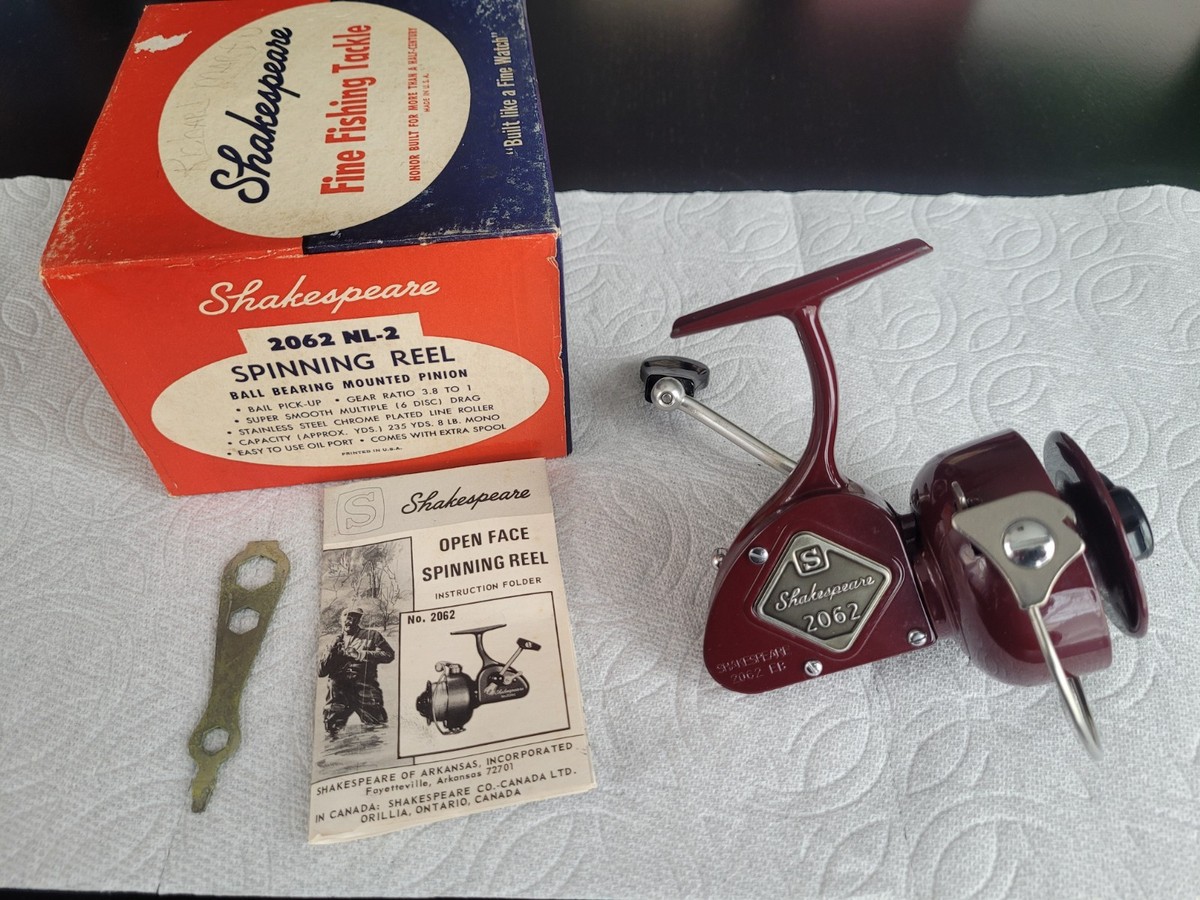 Shakespeare
Fine Fishing Tackle
HONOR BUILT FOR MORE THAN A HALF-CENTURY
MADE IN U.S.A.
"Built like a Fine Watch"
Shakespeare
2062 NL-2
SPINNING REEL
BALL BEARING MOUNTED PINION
• BAIL PICK-UP • GEAR RATIO 3.8 TO 1
• SUPER SMOOTH MULTIPLE (6 DISC) DRAG
• STAINLESS STEEL CHROME PLATED LINE ROLLER
• CAPACITY (APPROX. YDS.) 235 YDS. 8 LB. MONO
• EASY TO USE OIL PORT • COMES WITH EXTRA SPOOL
PRINTED IN U.S.A.
S Shakespeare
OPEN FACE
SPINNING REEL
INSTRUCTION FOLDER
No. 2062
SHAKESPEARE OF ARKANSAS, INCORPORATED
Fayetteville, Arkansas 72701
IN CANADA: SHAKESPEARE CO.-CANADA LTD.
ORILLIA, ONTARIO, CANADA
S
Shakespeare
2062
SHAKESPEARE
2062